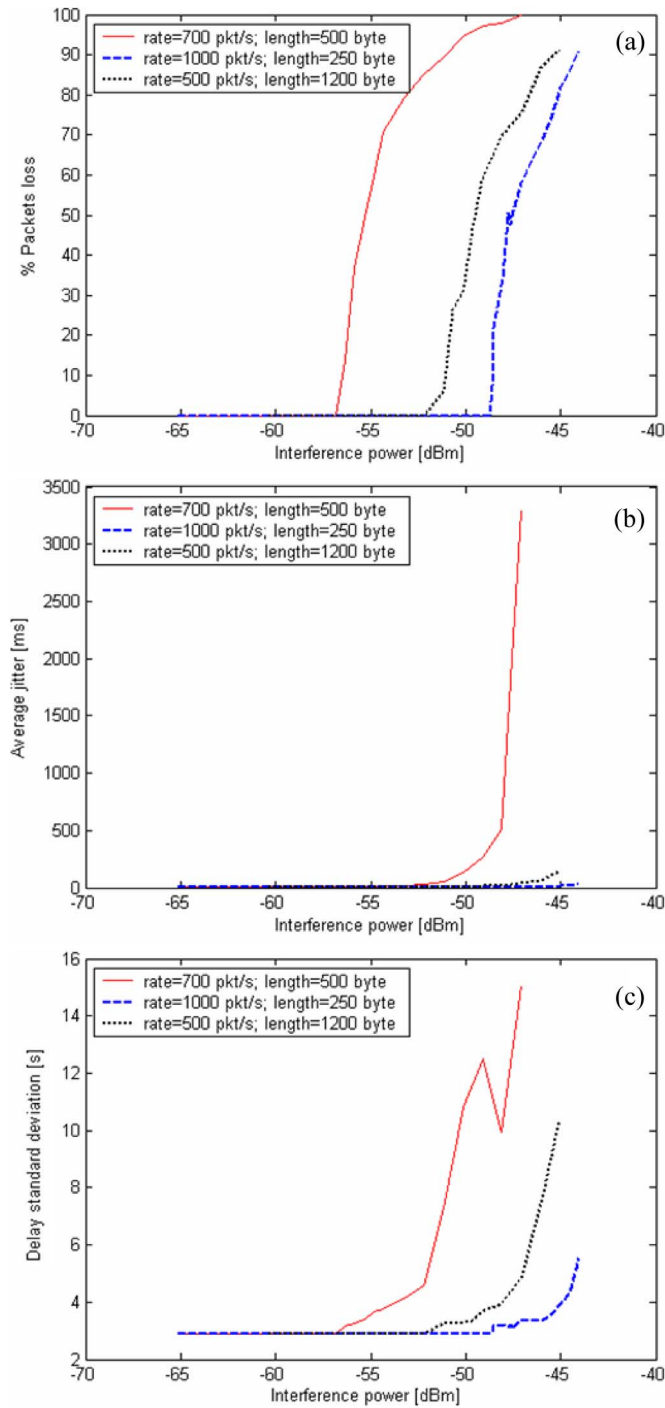 100
90
80
70
60
50
40
30
20
10
0
% Packets loss
rate=700 pkt/s; length=500 byte
rate=1000 pkt/s; length=250 byte
rate=500 pkt/s; length=1200 byte
(a)
-70 -65 -60 -55 -50 -45 -40
Interference power [dBm]
3500
3000
2500
2000
1500
1000
500
0
Average jitter [ms]
rate=700 pkt/s; length=500 byte
rate=1000 pkt/s; length=250 byte
rate=500 pkt/s; length=1200 byte
(b)
-70 -65 -60 -55 -50 -45 -40
Interference power [dBm]
16
14
12
10
8
6
4
2
Delay standard deviation [s]
rate=700 pkt/s; length=500 byte
rate=1000 pkt/s; length=250 byte
rate=500 pkt/s; length=1200 byte
(c)
-70 -65 -60 -55 -50 -45 -40
Interference power [dBm]